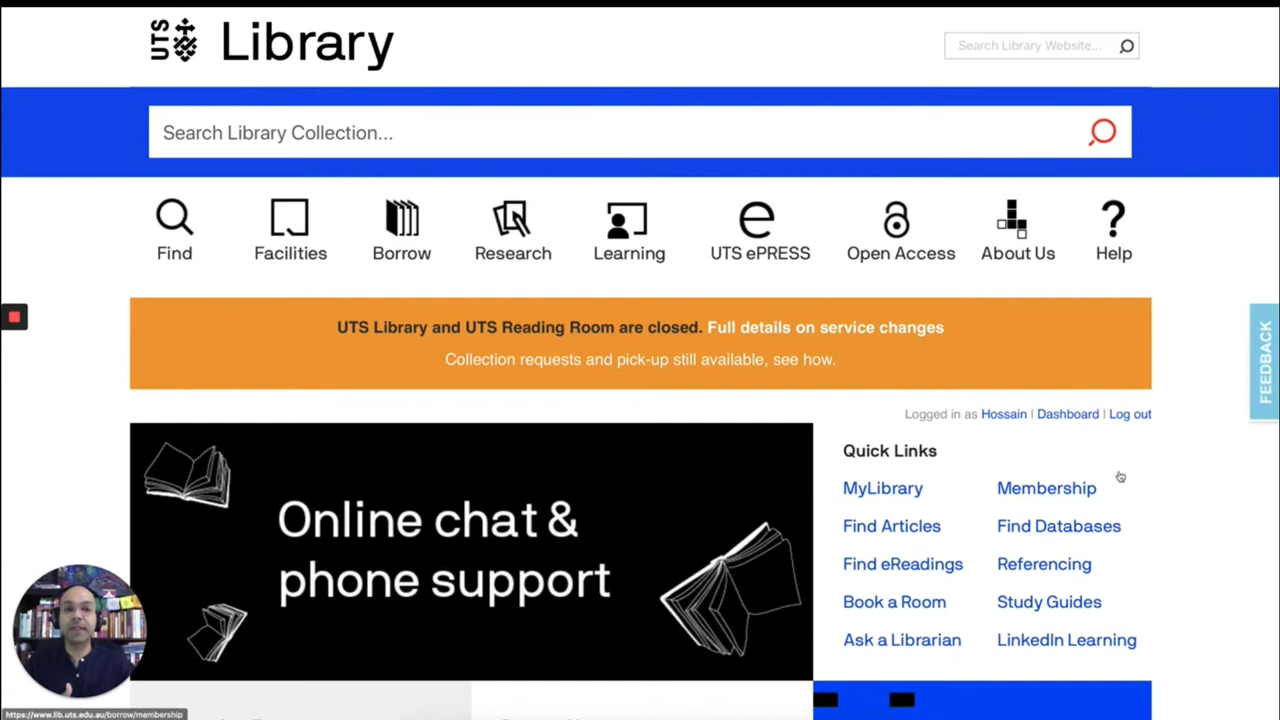 UTS Library
Search Library Website...
Search Library Collection...
Find Facilities Borrow Research Learning UTS ePRESS Open Access About Us Help
UTS Library and UTS Reading Room are closed. Full details on service changes
Collection requests and pick-up still available, see how.
FEEDBACK
Logged in as Hossain | Dashboard | Log out
Online chat &
phone support
Quick Links
MyLibrary Membership
Find Articles Find Databases
Find eReadings Referencing
Book a Room Study Guides
Ask a Librarian LinkedIn Learning
https://www.lib.uts.edu.au/borrow/membership